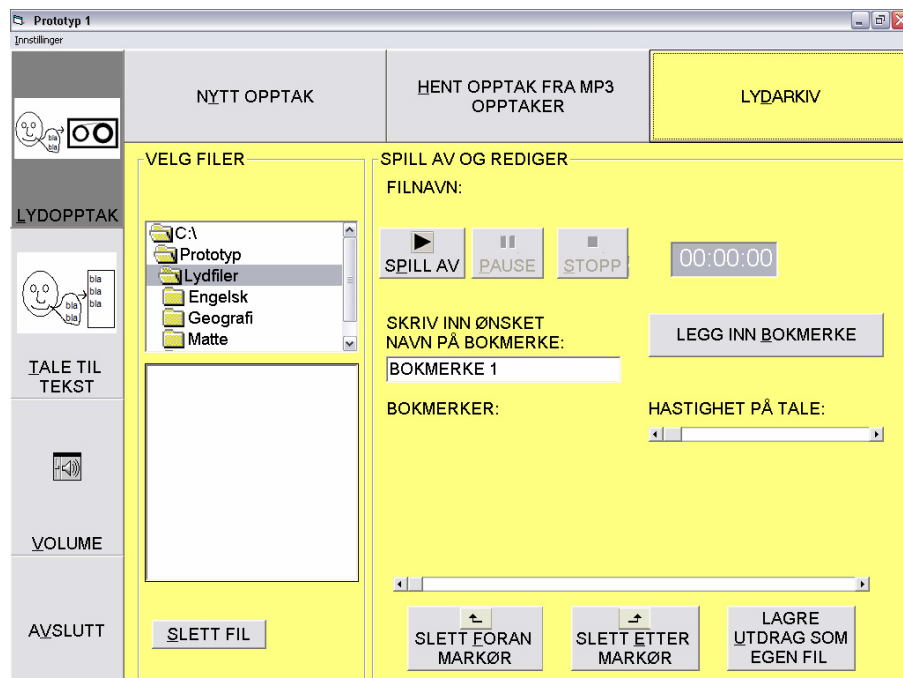 Prototyp 1
Innstillinger
NYTT OPPTAK
HENT OPPTAK FRA MP3
OPPTAKER
LYDARKIV
bla
bla
LYDOPPTAK
bla
bla
bla
bla
bla
TALE TIL
TEKST
VOLUME
AVSLUTT
VELG FILER
C:\
Prototyp
Lydfiler
Engelsk
Geografi
Matte
SLETT FIL
SPILL AV OG REDIGER
FILNAVN:
SPILL AV
PAUSE
STOPP
00:00:00
SKRIV INN ØNSKET
NAVN PÅ BOKMERKE:
BOKMERKE 1
LEGG INN BOKMERKE
BOKMERKER:
HASTIGHET PÅ TALE:
SLETT FORAN
MARKØR
SLETT ETTER
MARKØR
LAGRE
UTDRAG SOM
EGEN FIL